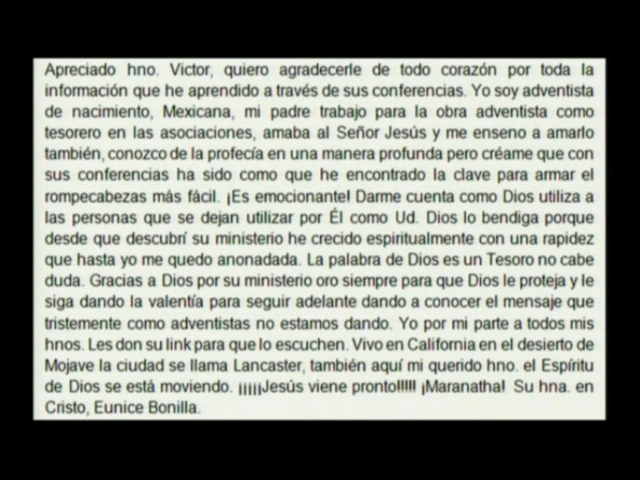 Apreciado hno. Victor, quiero agradecerle de todo corazón por toda la
información que he aprendido a través de sus conferencias. Yo soy adventista
de nacimiento, Mexicana, mi padre trabajo para la obra adventista como
tesorero en las asociaciones, amaba al Señor Jesús y me enseno a amarlo
también, conozco de la profecía en una manera profunda pero créame que con
sus conferencias ha sido como que he encontrado la clave para armar el
rompecabezas más fácil. ¡Es emocionante! Darme cuenta como Dios utiliza a
las personas que se dejan utilizar por Él como Ud. Dios lo bendiga porque
desde que descubrí su ministerio he crecido espiritualmente con una rapidez
que hasta yo me quedo anonadada. La palabra de Dios es un Tesoro no cabe
duda. Gracias a Dios por su ministerio oro siempre para que Dios le proteja y le
siga dando la valentía para seguir adelante dando a conocer el mensaje que
tristemente como adventistas no estamos dando. Yo por mi parte a todos mis
hnos. Les don su link para que lo escuchen. Vivo en California en el desierto de
Mojave la ciudad se llama Lancaster, también aquí mi querido hno. el Espíritu
de Dios se está moviendo. ¡¡¡¡¡Jesús viene pronto!!!!! ¡Maranatha! Su hna. en
Cristo, Eunice Bonilla.